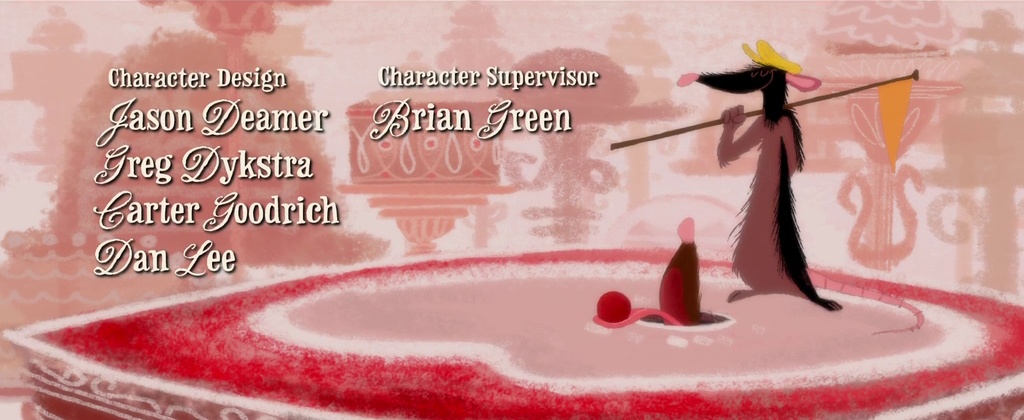 Character Design
Jason Deamer
Greg Dykstra
Carter Goodrich
Dan Lee
Character Supervisor
Brian Green